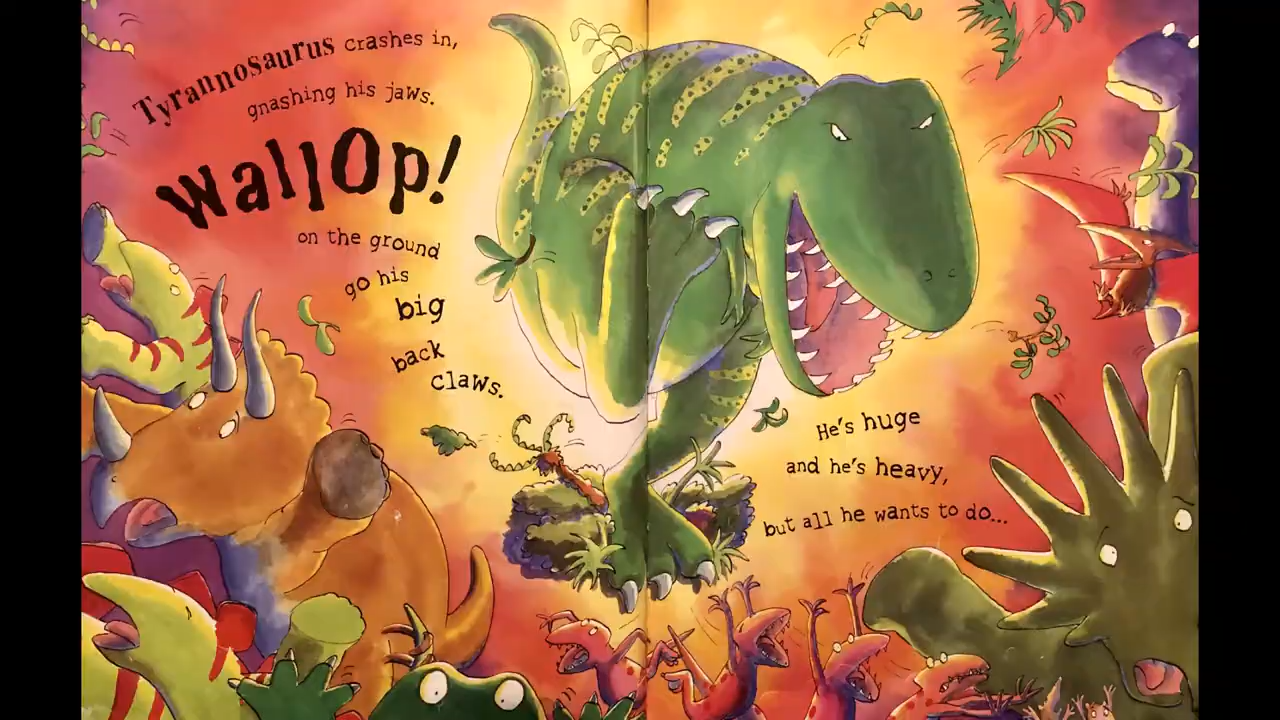 Tyrannosaurus crashes in,
gnashing his jaws.
Wallop!
on the ground
go his
big
back
claws.
He's huge
and he's heavy,
but all he wants to do...